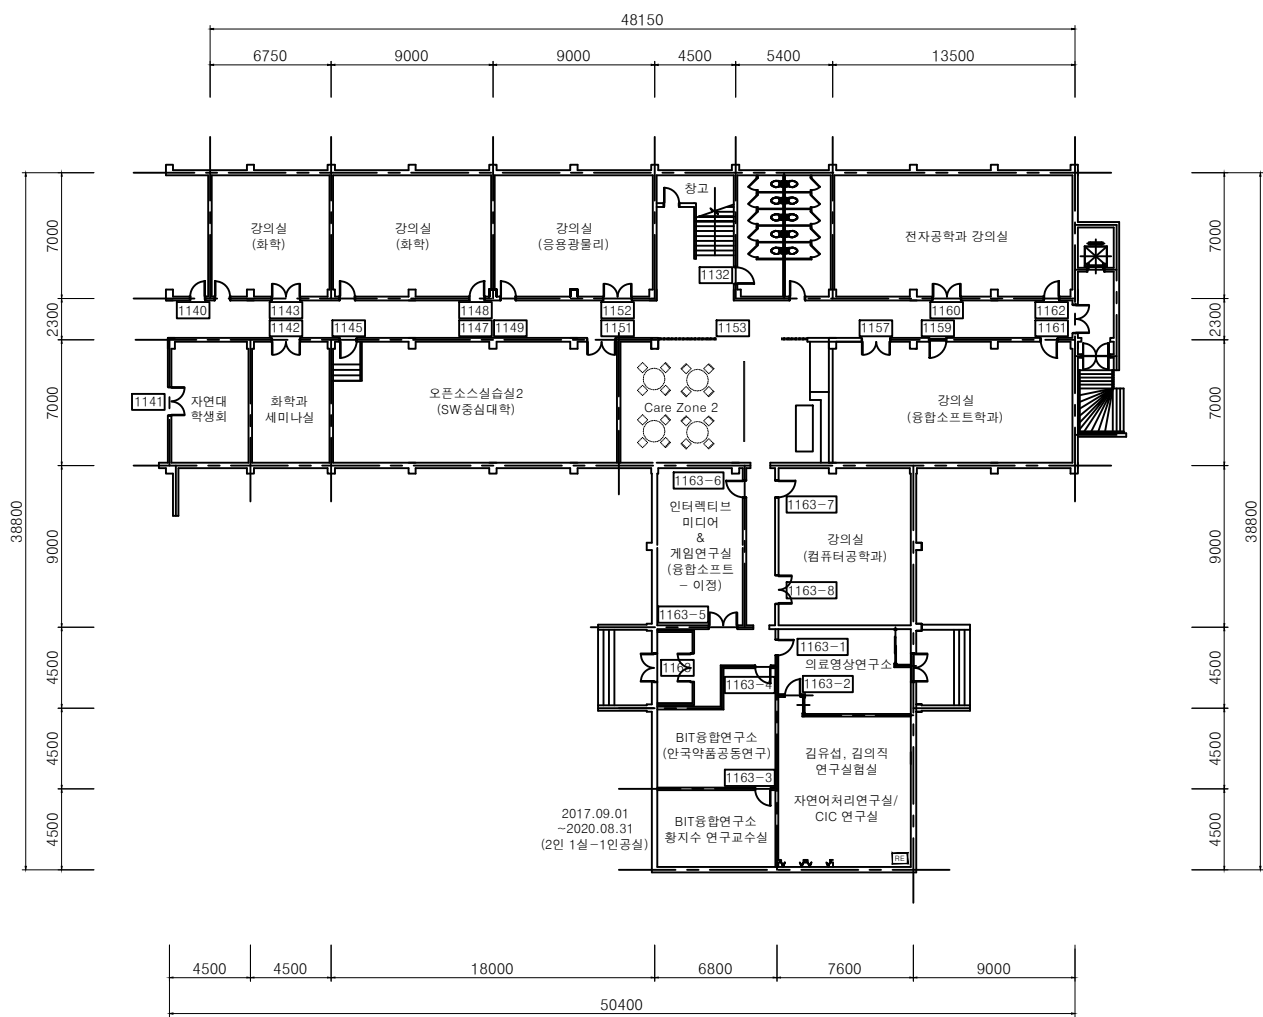 48150
6750
9000
9000
4500
5400
13500
7000
2300
7000
9000
4500
4500
4500
38800
7000
2300
7000
9000
4500
4500
4500
38800
강의실
(화학)
강의실
(화학)
강의실
(응용광물리)
창고
전자공학과 강의실
1132
1140
1143
1148
1152
1160
1162
1142
1145
1147
1149
1151
1153
1157
1159
1161
1141
자연대
학생회
화학과
세미나실
오픈소스실습실2
(SW중심대학)
Care Zone 2
강의실
(융합소프트학과)
1163-6
인터렉티브
미디어
&
게임연구실
(융합소프트
- 이정)
1163-5
1163-7
강의실
(컴퓨터공학과)
1163-8
1163-1
의료영상연구소
1163-2
1163
1163-4
BIT융합연구소
(안국약품공동연구)
1163-3
김유섭, 김의직
연구실험실
자연어처리연구실/
CIC 연구실
2017.09.01
~2020.08.31
(2인 1실-1인공실)
BIT융합연구소
황지수 연구교수실
RE
4500
4500
18000
6800
7600
9000
50400